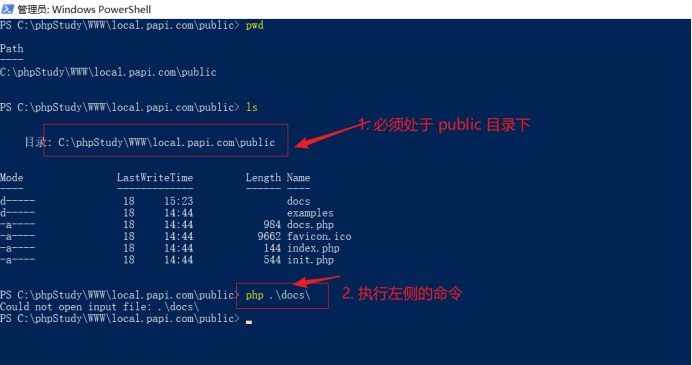 管理员: Windows PowerShell
PS C:\phpStudy\WWW\local.papi.com\public> pwd
Path
----
C:\phpStudy\WWW\local.papi.com\public
PS C:\phpStudy\WWW\local.papi.com\public> ls
1. 必须处于 public 目录下
目录: C:\phpStudy\WWW\local.papi.com\public
Mode LastWriteTime Length Name
---- ------------- ------ ----
d----- 18 15:23 docs
d----- 18 14:44 examples
-a---- 18 14:44 984 docs.php
-a---- 18 14:44 9662 favicon.ico
-a---- 18 14:44 144 index.php
-a---- 18 14:44 544 init.php
PS C:\phpStudy\WWW\local.papi.com\public> php .\docs\
2. 执行左侧的命令
Could not open input file: .\docs\
PS C:\phpStudy\WWW\local.papi.com\public>